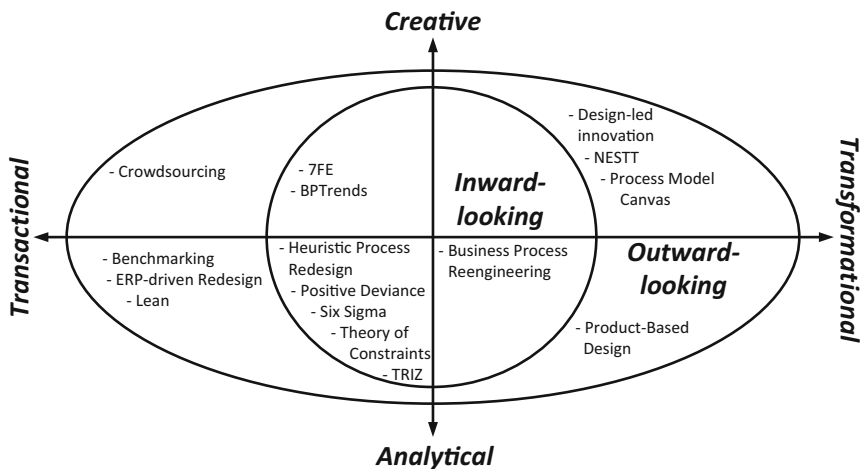 Creative
Transactional
- Crowdsourcing
- 7FE
- BPTrends
Inward-
looking
- Design-led
innovation
- NESTT
- Process Model
Canvas
Transformational
- Benchmarking
- ERP-driven Redesign
- Lean
- Heuristic Process
Redesign
- Positive Deviance
- Six Sigma
- Theory of
Constraints
- TRIZ
- Business Process
Reengineering
Outward-
looking
- Product-Based
Design
Analytical